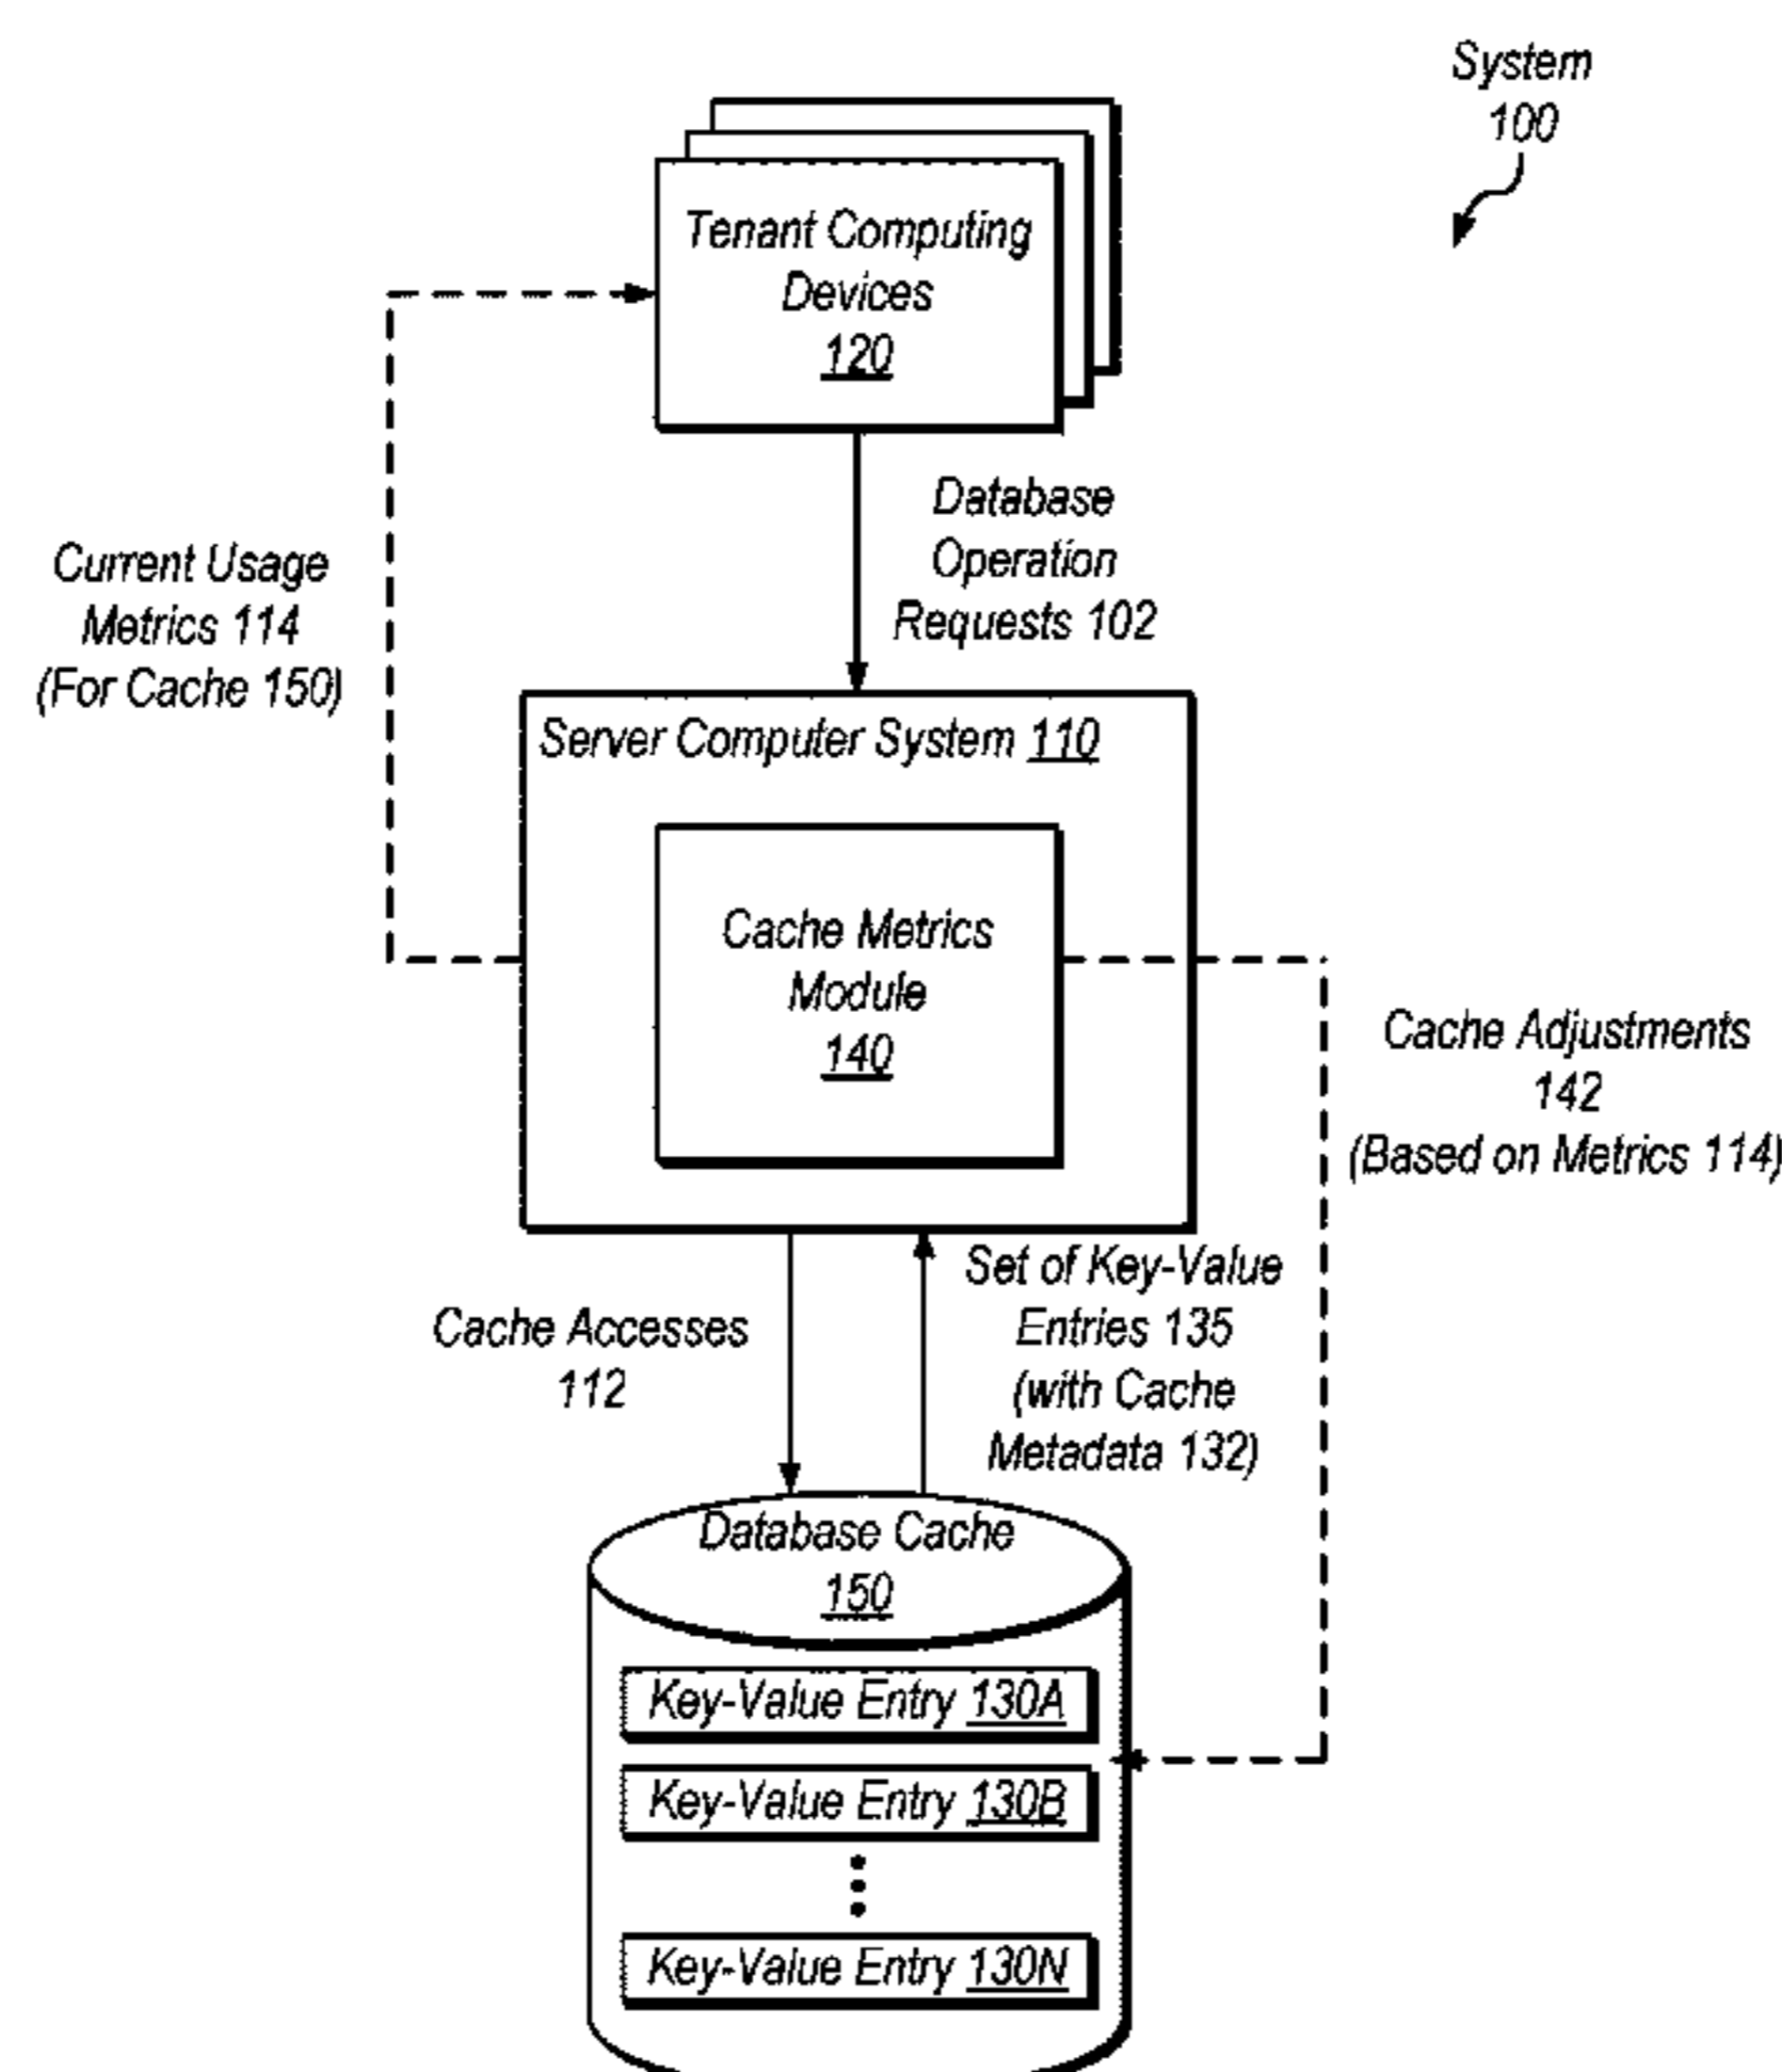 System
100
Tenant Computing
Devices
120
Database
Operation
Requests 102
Current Usage
Metrics 114
(For Cache 150)
Server Computer System 110
Cache Metrics
Module
140
Cache Adjustments
142
(Based on Metrics 114)
Cache Accesses
112
Set of Key-Value
Entries 135
(with Cache
Metadata 132)
Database Cache
150
Key-Value Entry 130A
Key-Value Entry 130B
Key-Value Entry 130N